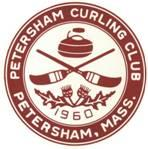 PETERSHAM CURLING CLUB
1960
PETERSHAM, MASS.